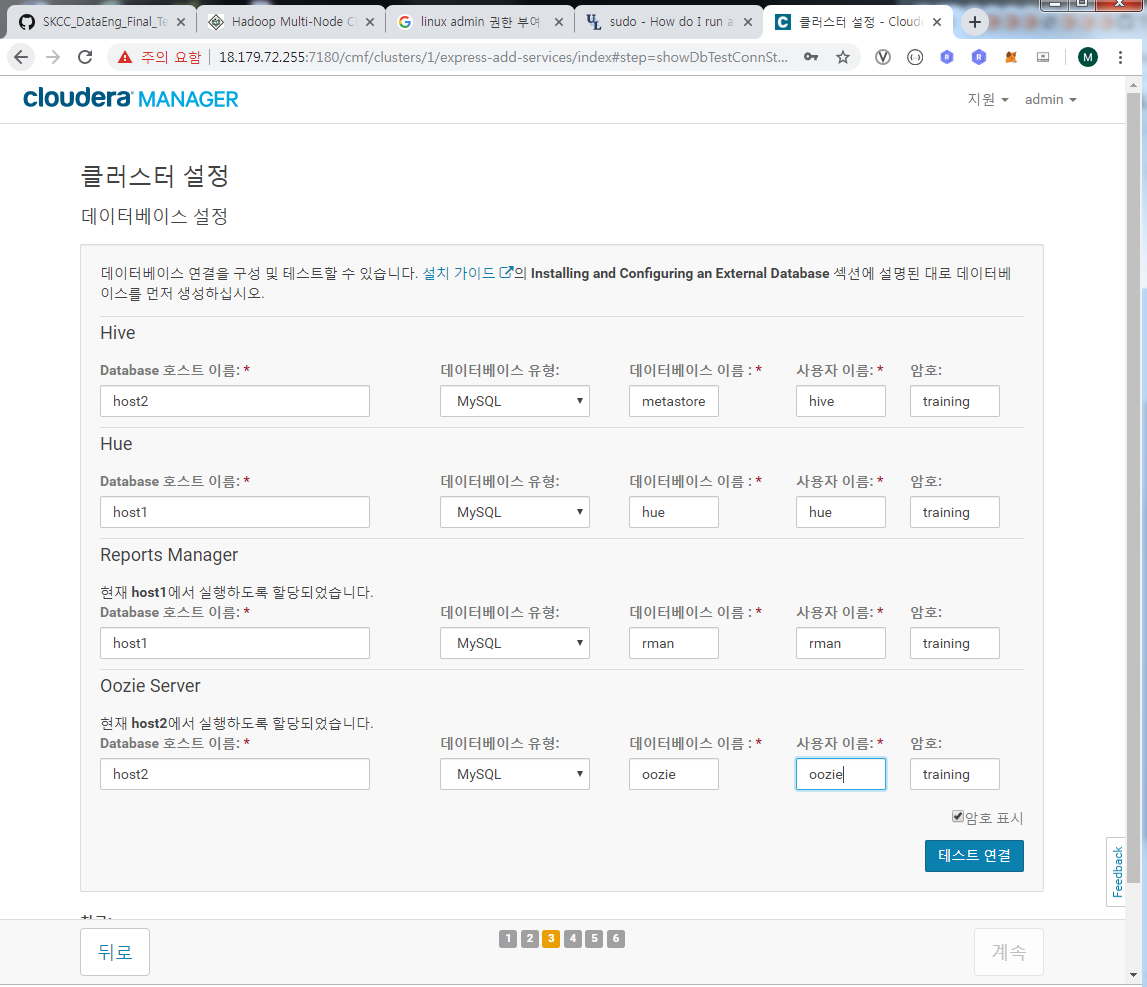 SKCC_DataEng_Final_Te
Hadoop Multi-Node C
linux admin 권한 부여
sudo - How do I run a
클러스터 설정 - Cloud
주의 요함
18.179.72.255:7180/cmf/clusters/1/express-add-services/index#step=showDbTestConnSt...
M
cloudera MANAGER
지원
admin
클러스터 설정
데이터베이스 설정
데이터베이스 연결을 구성 및 테스트할 수 있습니다. 설치 가이드의 Installing and Configuring an External Database 섹션에 설명된 대로 데이터베
이스를 먼저 생성하십시오.
Hive
Database 호스트 이름: * 데이터베이스 유형: 데이터베이스 이름 : * 사용자 이름: * 암호:
host2 MySQL metastore hive training
Hue
Database 호스트 이름: * 데이터베이스 유형: 데이터베이스 이름 : * 사용자 이름: * 암호:
host1 MySQL hue hue training
Reports Manager
현재 host1에서 실행하도록 할당되었습니다.
Database 호스트 이름: * 데이터베이스 유형: 데이터베이스 이름 : * 사용자 이름: * 암호:
host1 MySQL rman rman training
Oozie Server
현재 host2에서 실행하도록 할당되었습니다.
Database 호스트 이름: * 데이터베이스 유형: 데이터베이스 이름 : * 사용자 이름: * 암호:
host2 MySQL oozie oozie training
암호 표시
테스트 연결
Feedback
뒤로
1 2 3 4 5 6
계속